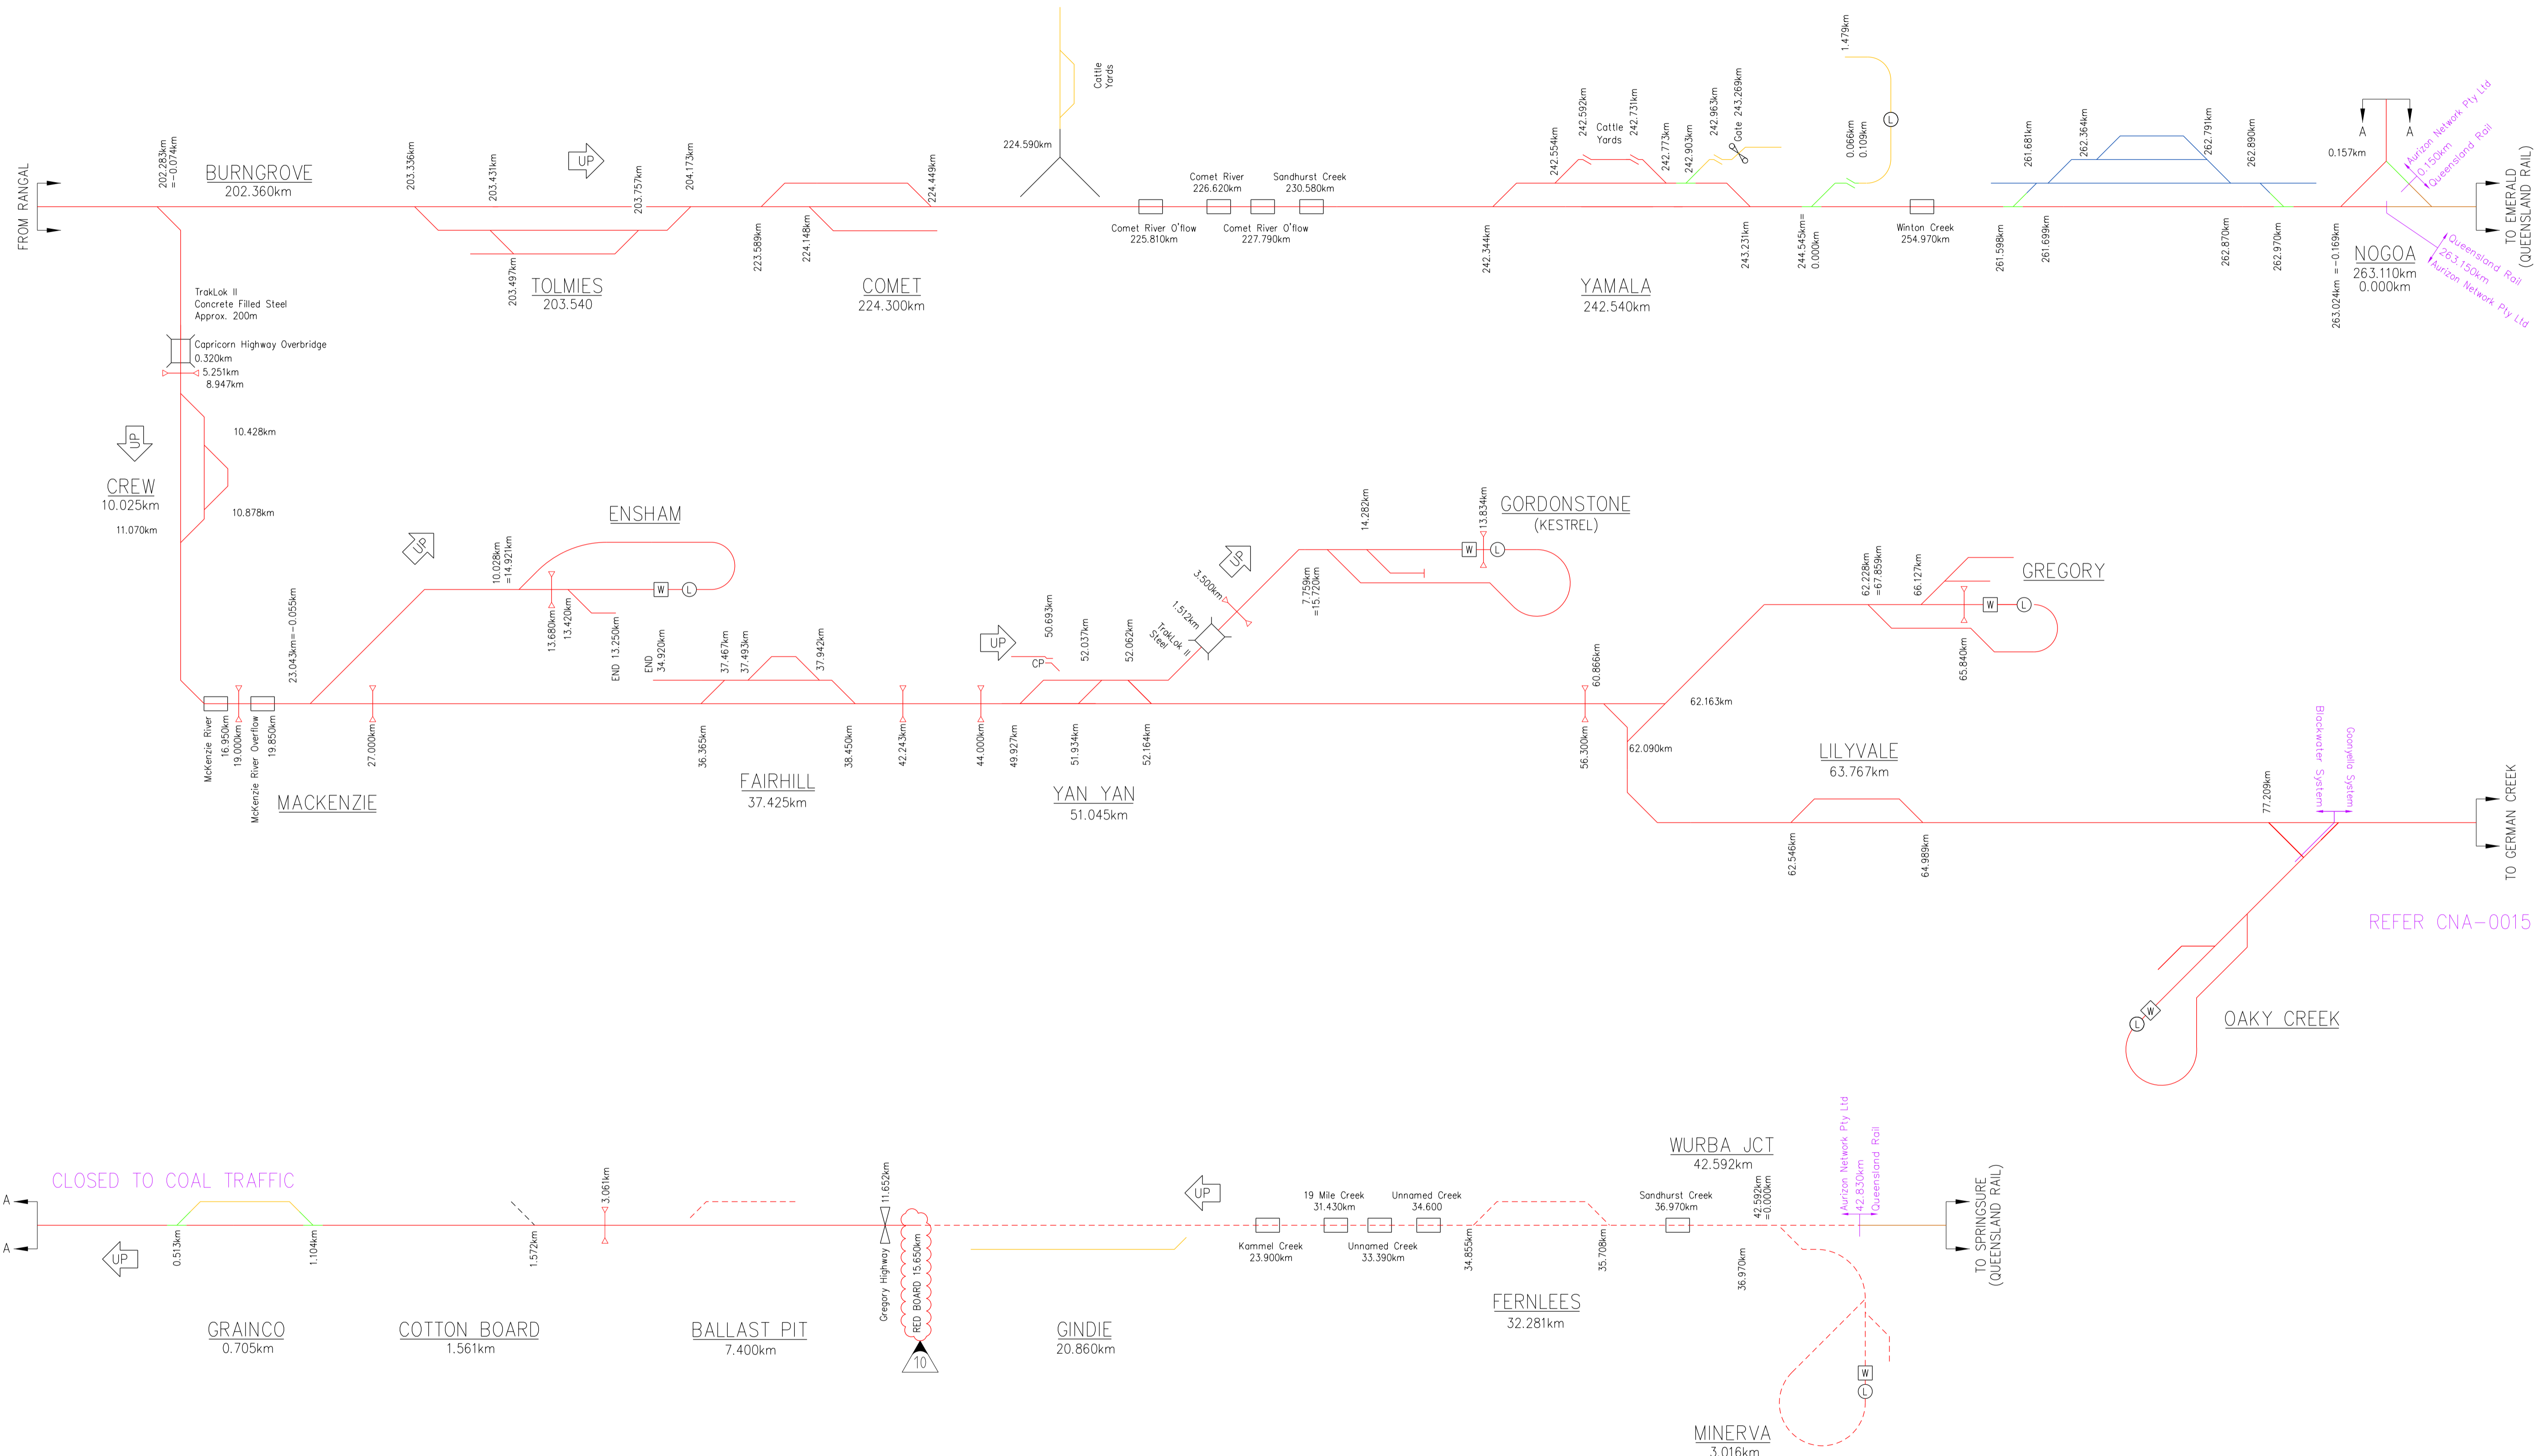 FROM RANGAL
202.283km
=-0.074km
BURNGROVE
202.360km
203.336km
203.431km
203.497km
UP
TOLMIES
203.540
203.757km
204.173km
223.589km
224.148km
COMET
224.300km
224.449km
224.590km
Cattle
Yards
Comet River O'flow
225.810km
Comet River
226.620km
Comet River O'flow
227.790km
Sandhurst Creek
230.580km
242.344km
242.554km
242.592km
Cattle
Yards
242.731km
242.773km
242.903km
242.963km
Gate 243.269km
YAMALA
242.540km
243.231km
244.545km=
0.000km
0.066km
0.109km
1.479km
L
Winton Creek
254.970km
261.598km
261.681km
261.699km
262.364km
262.791km
262.870km
262.890km
262.970km
263.024km =-0.169km
0.157km
A
A
Aurizon Network Pty Ltd
0.150km
Queensland Rail
NOGOA
263.110km
0.000km
Queensland Rail
263.150km
Aurizon Network Pty Ltd
TO EMERALD
(QUEENSLAND RAIL)
TrakLok II
Concrete Filled Steel
Approx. 200m
Capricorn Highway Overbridge
0.320km
5.251km
8.947km
UP
10.428km
CREW
10.025km
10.878km
11.070km
McKenzie River
16.950km
19.000km
McKenzie River Overflow
19.850km
23.043km=-0.055km
MACKENZIE
27.000km
UP
ENSHAM
10.028km
=14.921km
13.680km
13.420km
END 13.250km
W
L
END
34.920km
36.365km
37.467km
37.493km
37.942km
38.450km
FAIRHILL
37.425km
42.243km
44.000km
UP
49.927km
CP
50.693km
51.934km
52.037km
52.062km
52.164km
YAN YAN
51.045km
TrakLok II
Steel
1.512km
3.500km
UP
7.759km
=15.720km
14.282km
W
13.834km
L
GORDONSTONE
(KESTREL)
56.300km
60.866km
62.090km
62.163km
62.228km
=67.859km
66.127km
65.840km
W
L
GREGORY
LILYVALE
63.767km
62.546km
64.989km
77.209km
Blackwater System
Goonyella System
TO GERMAN CREEK
REFER CNA-0015
W
L
OAKY CREEK
CLOSED TO COAL TRAFFIC
A
A
UP
0.513km
1.104km
GRAINCO
0.705km
1.572km
COTTON BOARD
1.561km
3.061km
BALLAST PIT
7.400km
Gregory Highway 11.652km
RED BOARD 15.650km
10
GINDIE
20.860km
UP
Kammel Creek
23.900km
19 Mile Creek
31.430km
Unnamed Creek
33.390km
Unnamed Creek
34.600
34.855km
35.708km
FERNLEES
32.281km
Sandhurst Creek
36.970km
36.970km
WURBA JCT
42.592km
42.592km
=0.000km
Aurizon Network Pty Ltd
42.830km
Queensland Rail
TO SPRINGSURE
(QUEENSLAND RAIL)
W
L
MINERVA
3.016km